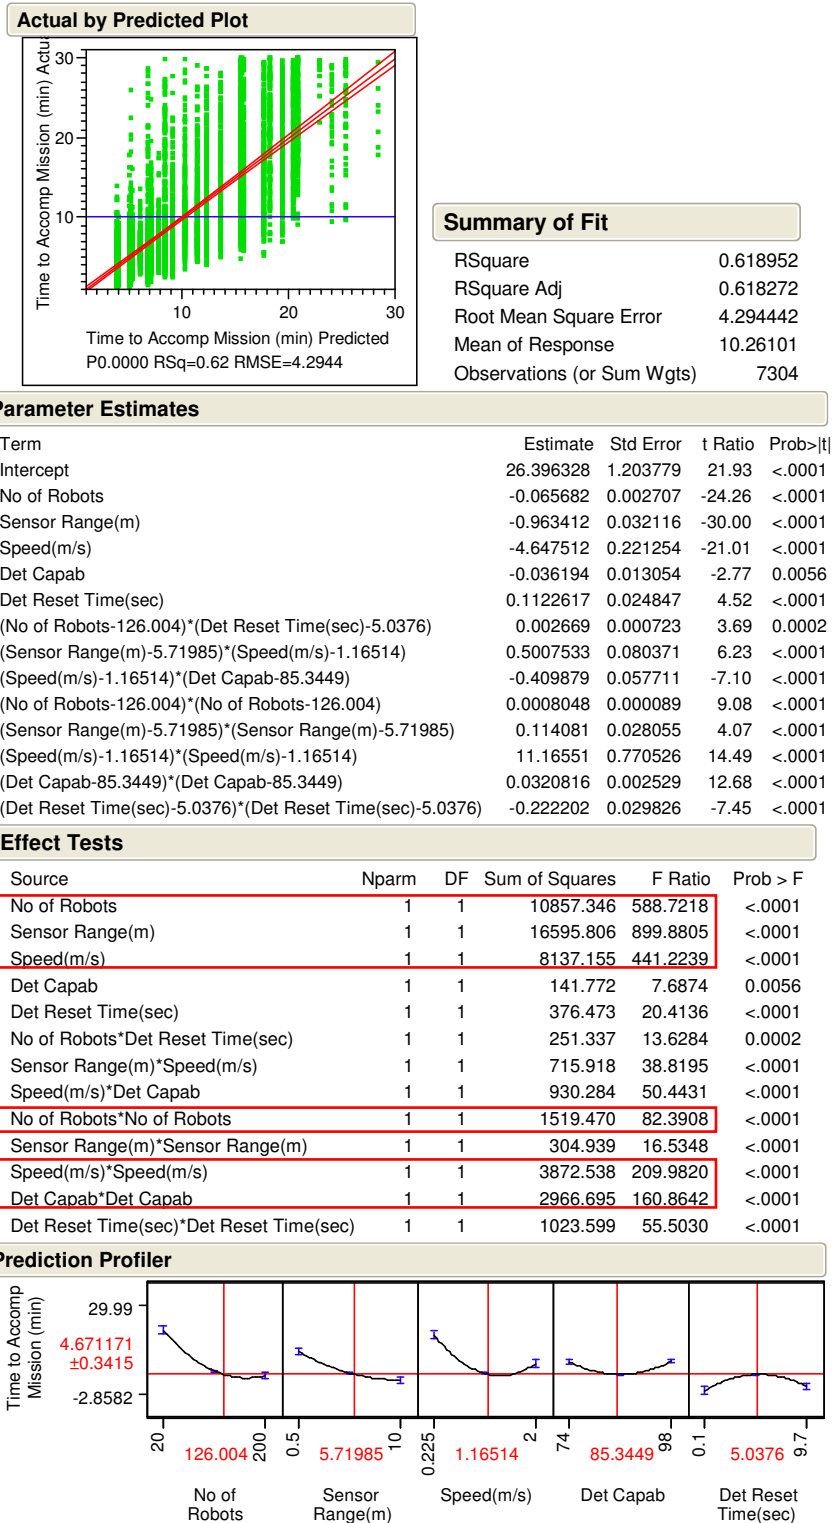 Actual by Predicted Plot
Time to Accomp Mission (min) Actua
30
20
10
10 20 30
Time to Accomp Mission (min) Predicted
P0.0000 RSq=0.62 RMSE=4.2944
Summary of Fit
RSquare 0.618952
RSquare Adj 0.618272
Root Mean Square Error 4.294442
Mean of Response 10.26101
Observations (or Sum Wgts) 7304
Parameter Estimates
Term Estimate Std Error t Ratio Prob>|t|
Intercept 26.396328 1.203779 21.93 <.0001
No of Robots -0.065682 0.002707 -24.26 <.0001
Sensor Range(m) -0.963412 0.032116 -30.00 <.0001
Speed(m/s) -4.647512 0.221254 -21.01 <.0001
Det Capab -0.036194 0.013054 -2.77 0.0056
Det Reset Time(sec) 0.1122617 0.024847 4.52 <.0001
(No of Robots-126.004)*(Det Reset Time(sec)-5.0376) 0.002669 0.000723 3.69 0.0002
(Sensor Range(m)-5.71985)*(Speed(m/s)-1.16514) 0.5007533 0.080371 6.23 <.0001
(Speed(m/s)-1.16514)*(Det Capab-85.3449) -0.409879 0.057711 -7.10 <.0001
(No of Robots-126.004)*(No of Robots-126.004) 0.0008048 0.000089 9.08 <.0001
(Sensor Range(m)-5.71985)*(Sensor Range(m)-5.71985) 0.114081 0.028055 4.07 <.0001
(Speed(m/s)-1.16514)*(Speed(m/s)-1.16514) 11.16551 0.770526 14.49 <.0001
(Det Capab-85.3449)*(Det Capab-85.3449) 0.0320816 0.002529 12.68 <.0001
(Det Reset Time(sec)-5.0376)*(Det Reset Time(sec)-5.0376) -0.222202 0.029826 -7.45 <.0001
Effect Tests
Source Nparm DF Sum of Squares F Ratio Prob > F
No of Robots 1 1 10857.346 588.7218 <.0001
Sensor Range(m) 1 1 16595.806 899.8805 <.0001
Speed(m/s) 1 1 8137.155 441.2239 <.0001
Det Capab 1 1 141.772 7.6874 0.0056
Det Reset Time(sec) 1 1 376.473 20.4136 <.0001
No of Robots*Det Reset Time(sec) 1 1 251.337 13.6284 0.0002
Sensor Range(m)*Speed(m/s) 1 1 715.918 38.8195 <.0001
Speed(m/s)*Det Capab 1 1 930.284 50.4431 <.0001
No of Robots*No of Robots 1 1 1519.470 82.3908 <.0001
Sensor Range(m)*Sensor Range(m) 1 1 304.939 16.5348 <.0001
Speed(m/s)*Speed(m/s) 1 1 3872.538 209.9820 <.0001
Det Capab*Det Capab 1 1 2966.695 160.8642 <.0001
Det Reset Time(sec)*Det Reset Time(sec) 1 1 1023.599 55.5030 <.0001
Prediction Profiler
Time to Accomp
Mission (min)
29.99
4.671171
±0.3415
-2.8582
20 126.004 200 0.5 5.71985 10 0.225 1.16514 2 74 85.3449 98 0.1 5.0376 9.7
No of Sensor Speed(m/s) Det Capab Det Reset
Robots Range(m) Time(sec)